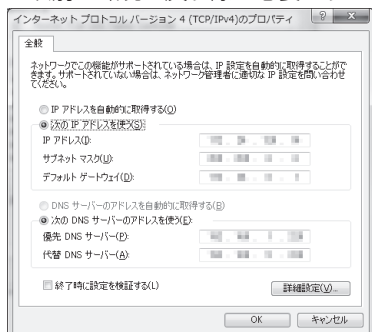 インターネット プロトコル バージョン 4 (TCP/IPv4)のプロパティ
全般
ネットワークでこの機能がサポートされている場合は、IP 設定を自動的に取得することがで
きます。サポートされていない場合は、ネットワーク管理者に適切な IP 設定を問い合わせ
てください。
IP アドレスを自動的に取得する(O)
次の IP アドレスを使う(S):
IP アドレス(I):
サブネット マスク(U):
デフォルト ゲートウェイ(D):
DNS サーバーのアドレスを自動的に取得する(B)
次の DNS サーバーのアドレスを使う(E):
優先 DNS サーバー(P):
代替 DNS サーバー(A):
終了時に設定を検証する(L)
詳細設定(V)...
OK
キャンセル